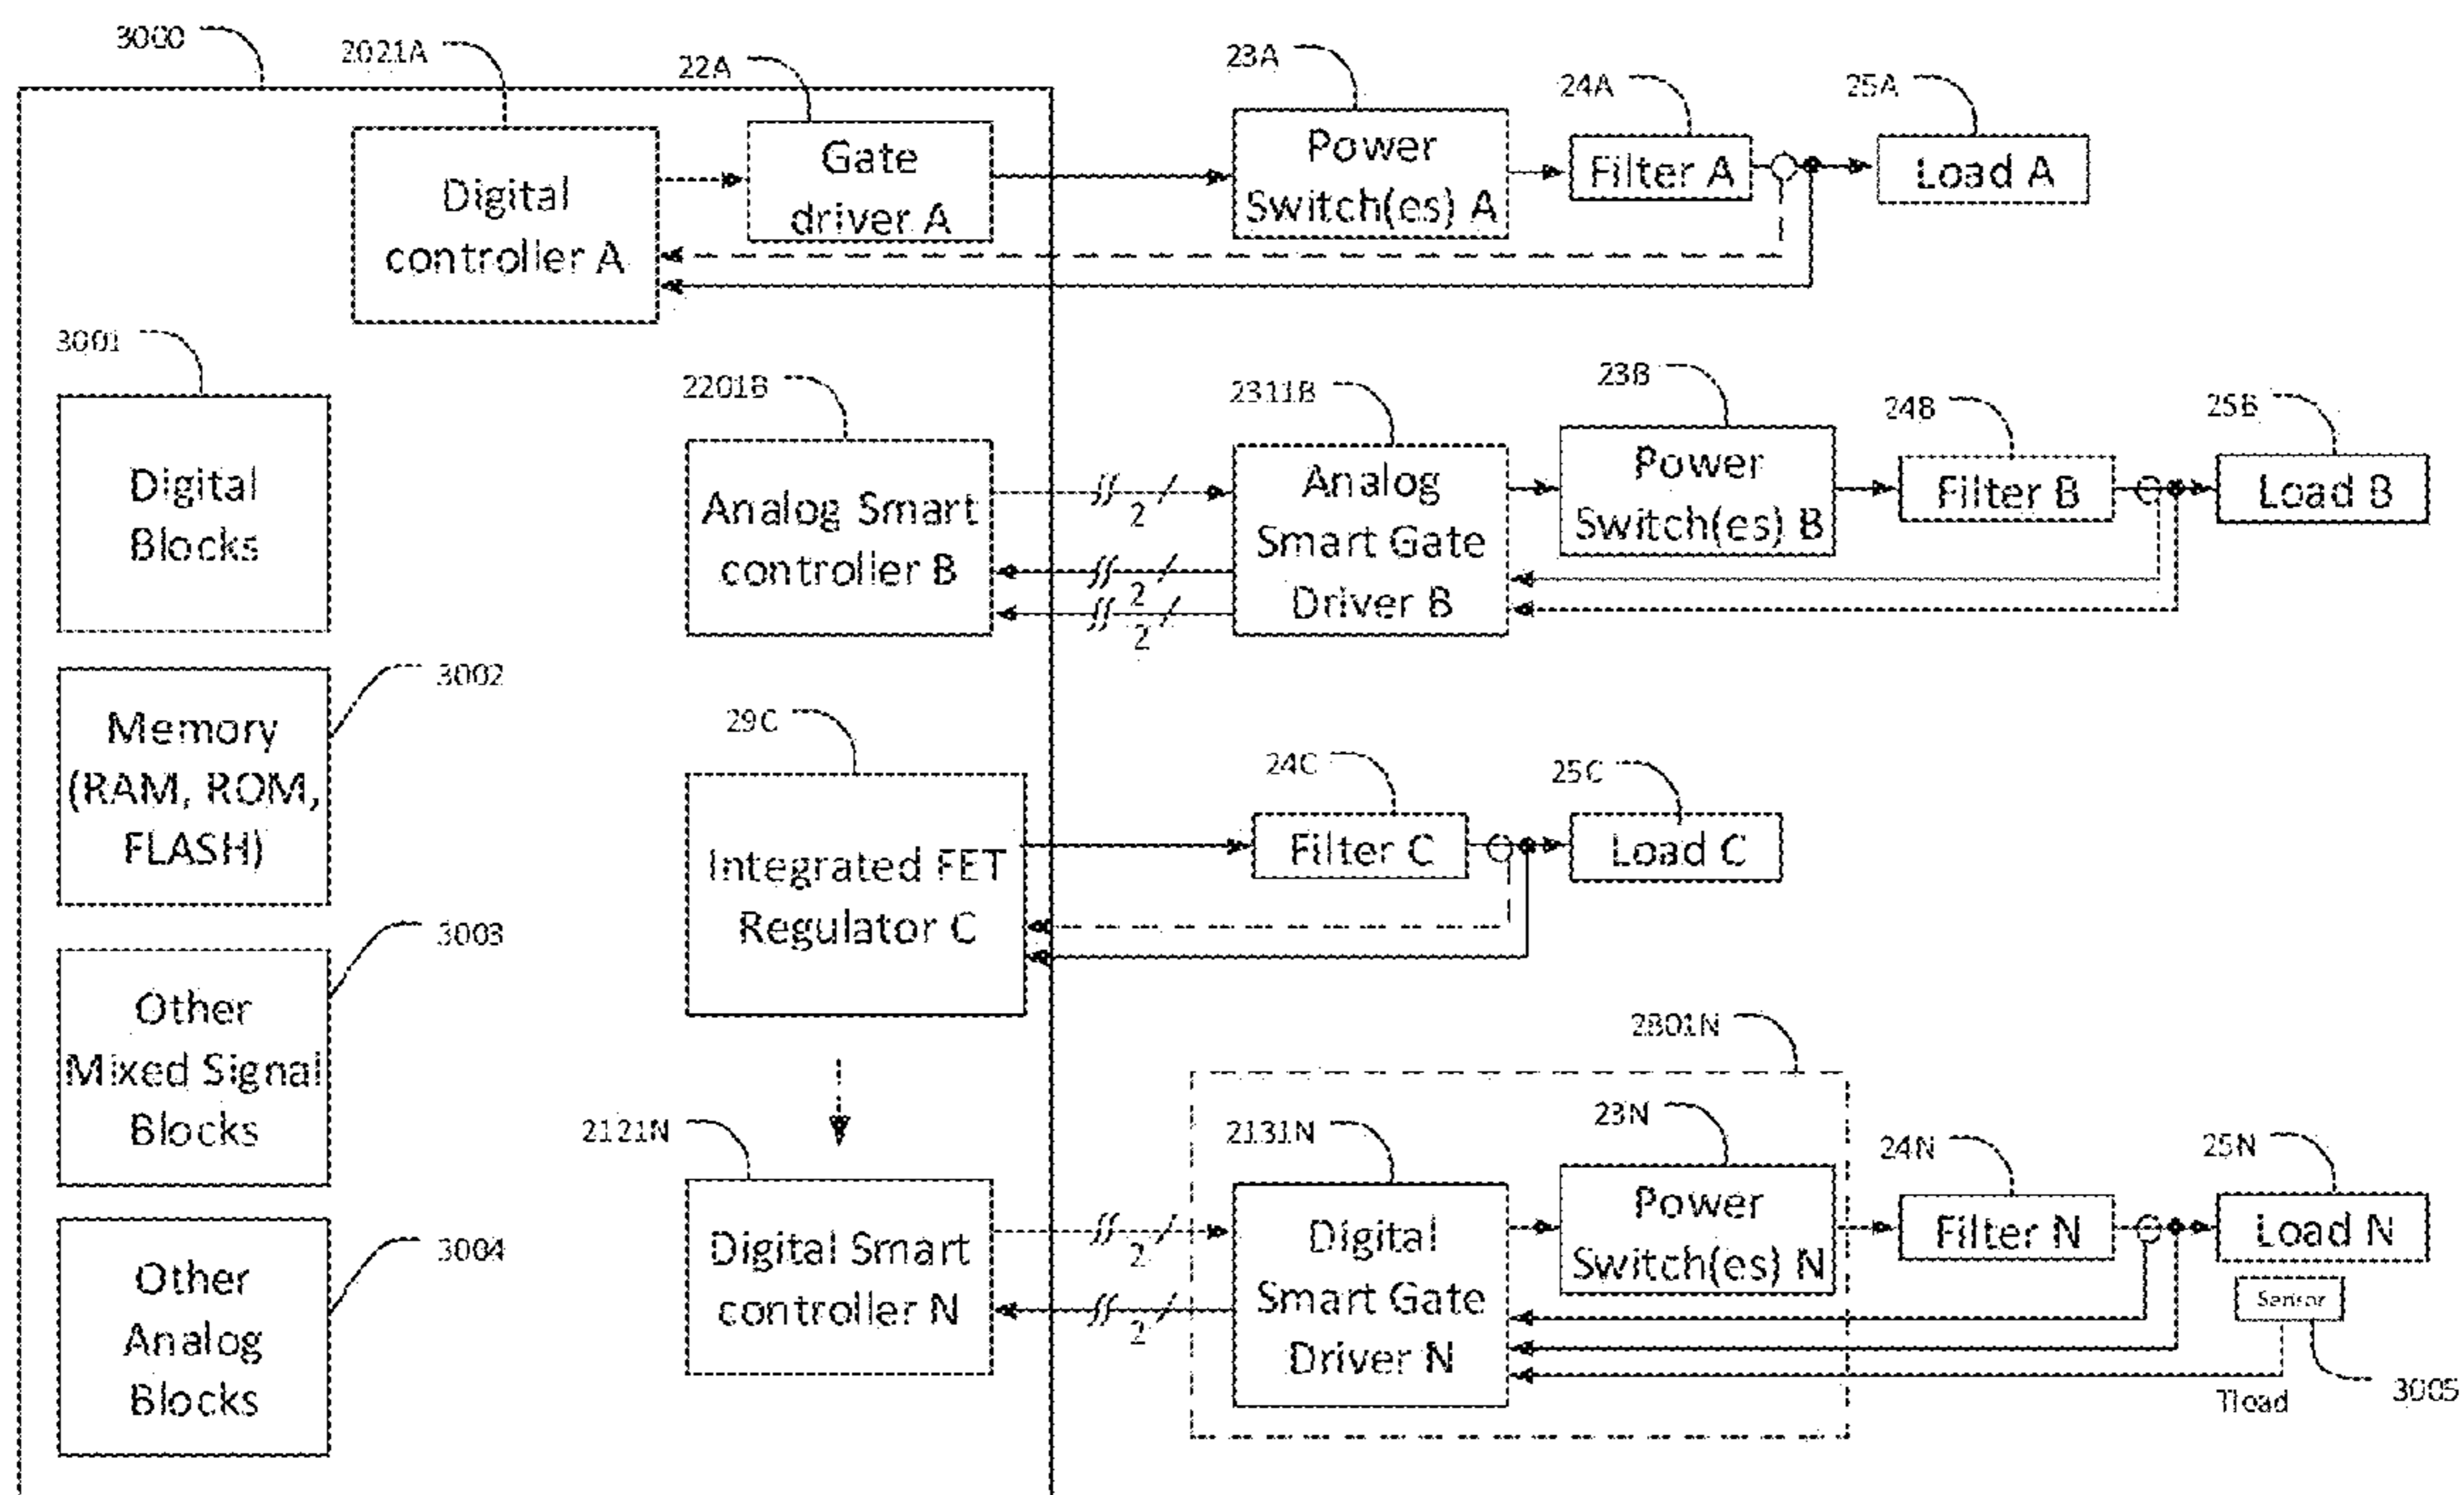 3000
2021A
22A
23A
24A
25A
Digital
controller A
Gate
driver A
Power
Switch(es) A
Filter A
Load A
3001
Digital
Blocks
2201B
Analog Smart
controller B
2
2
2
2311B
Analog
Smart Gate
Driver B
23B
Power
Switch(es) B
24B
Filter B
25B
Load B
3002
Memory
(RAM, ROM,
FLASH)
29C
Integrated FET
Regulator C
24C
Filter C
25C
Load C
3003
Other
Mixed Signal
Blocks
2801N
2121N
Digital Smart
controller N
2
2
2131N
Digital
Smart Gate
Driver N
23N
Power
Switch(es) N
24N
Filter N
25N
Load N
Sensor
3005
Tload
3004
Other
Analog
Blocks